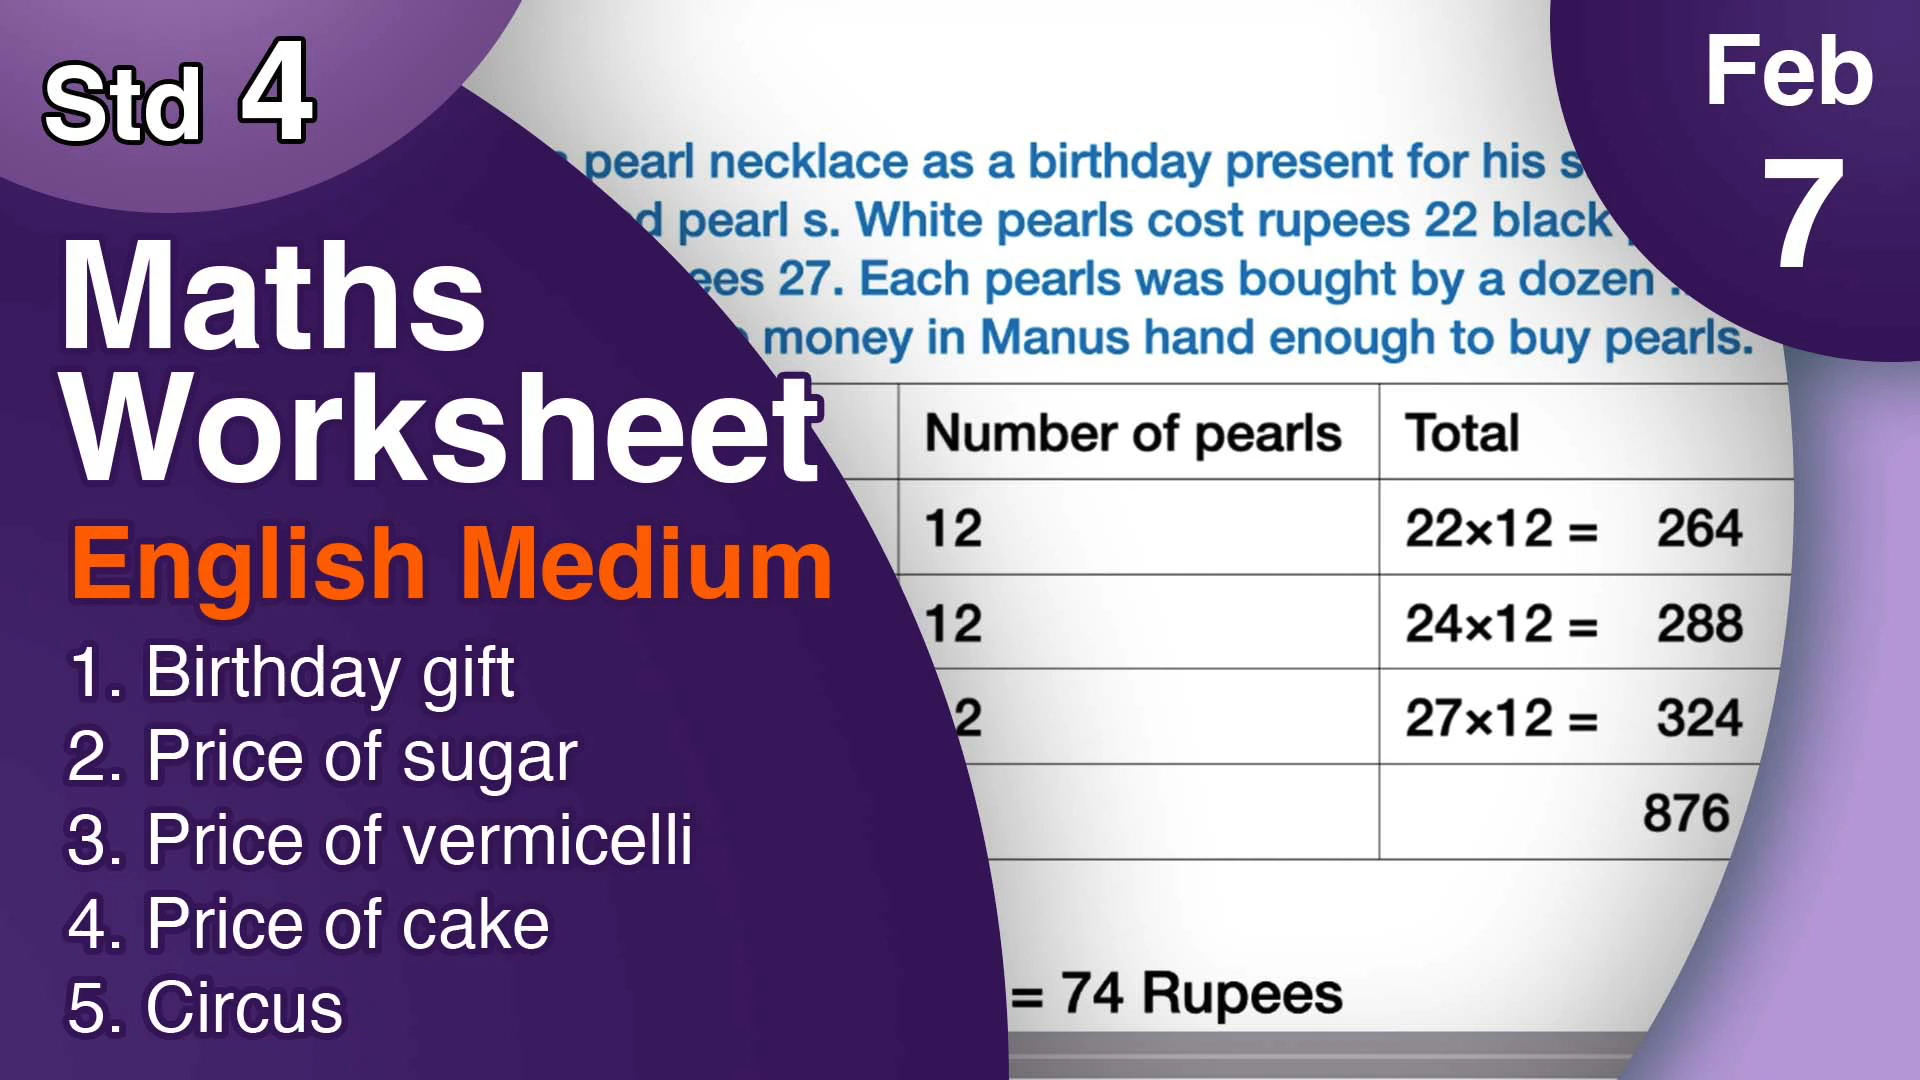 Std 4
Feb
7
Maths
Worksheet
English Medium
1. Birthday gift
2. Price of sugar
3. Price of vermicelli
4. Price of cake
5. Circus
pearl necklace as a birthday present for his
pearl s. White pearls cost rupees 22 black
27. Each pearls was bought by a dozen
money in Manus hand enough to buy pearls.
Number of pearls Total
12 22×12 = 264
12 24×12 = 288
2 27×12 = 324
876
= 74 Rupees